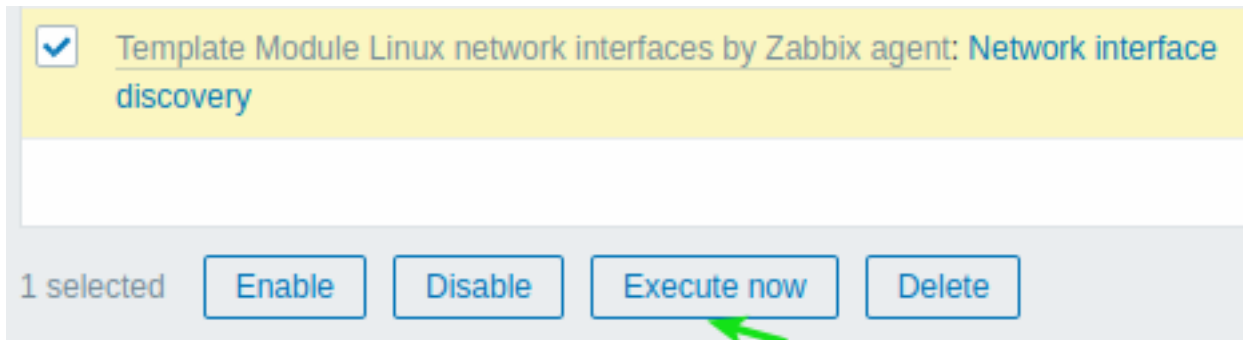 Template Module Linux network interfaces by Zabbix agent: Network interface
discovery
1 selected Enable Disable Execute now Delete